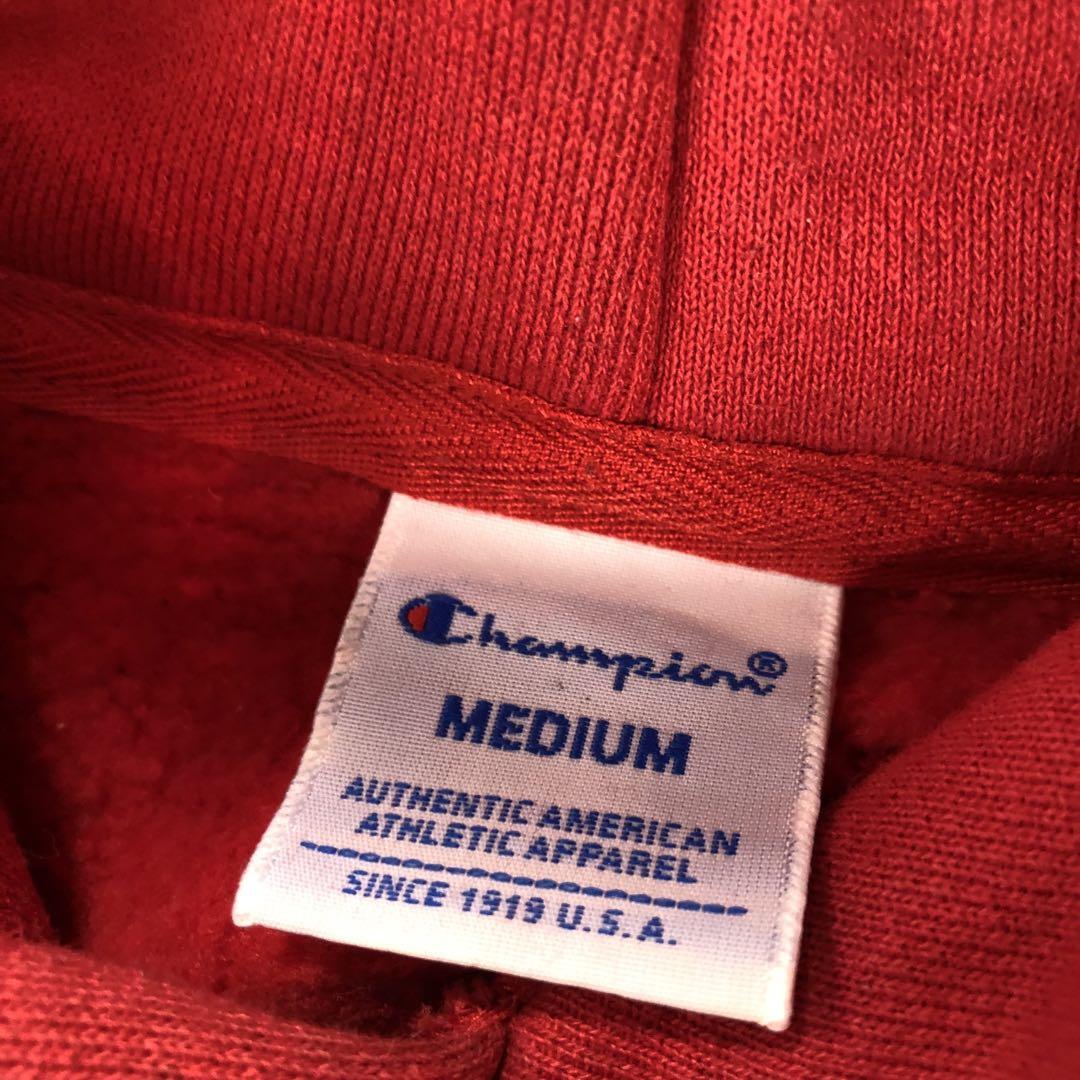 Champion®
MEDIUM
AUTHENTIC AMERICAN
ATHLETIC APPAREL
SINCE 1919 U.S.A.